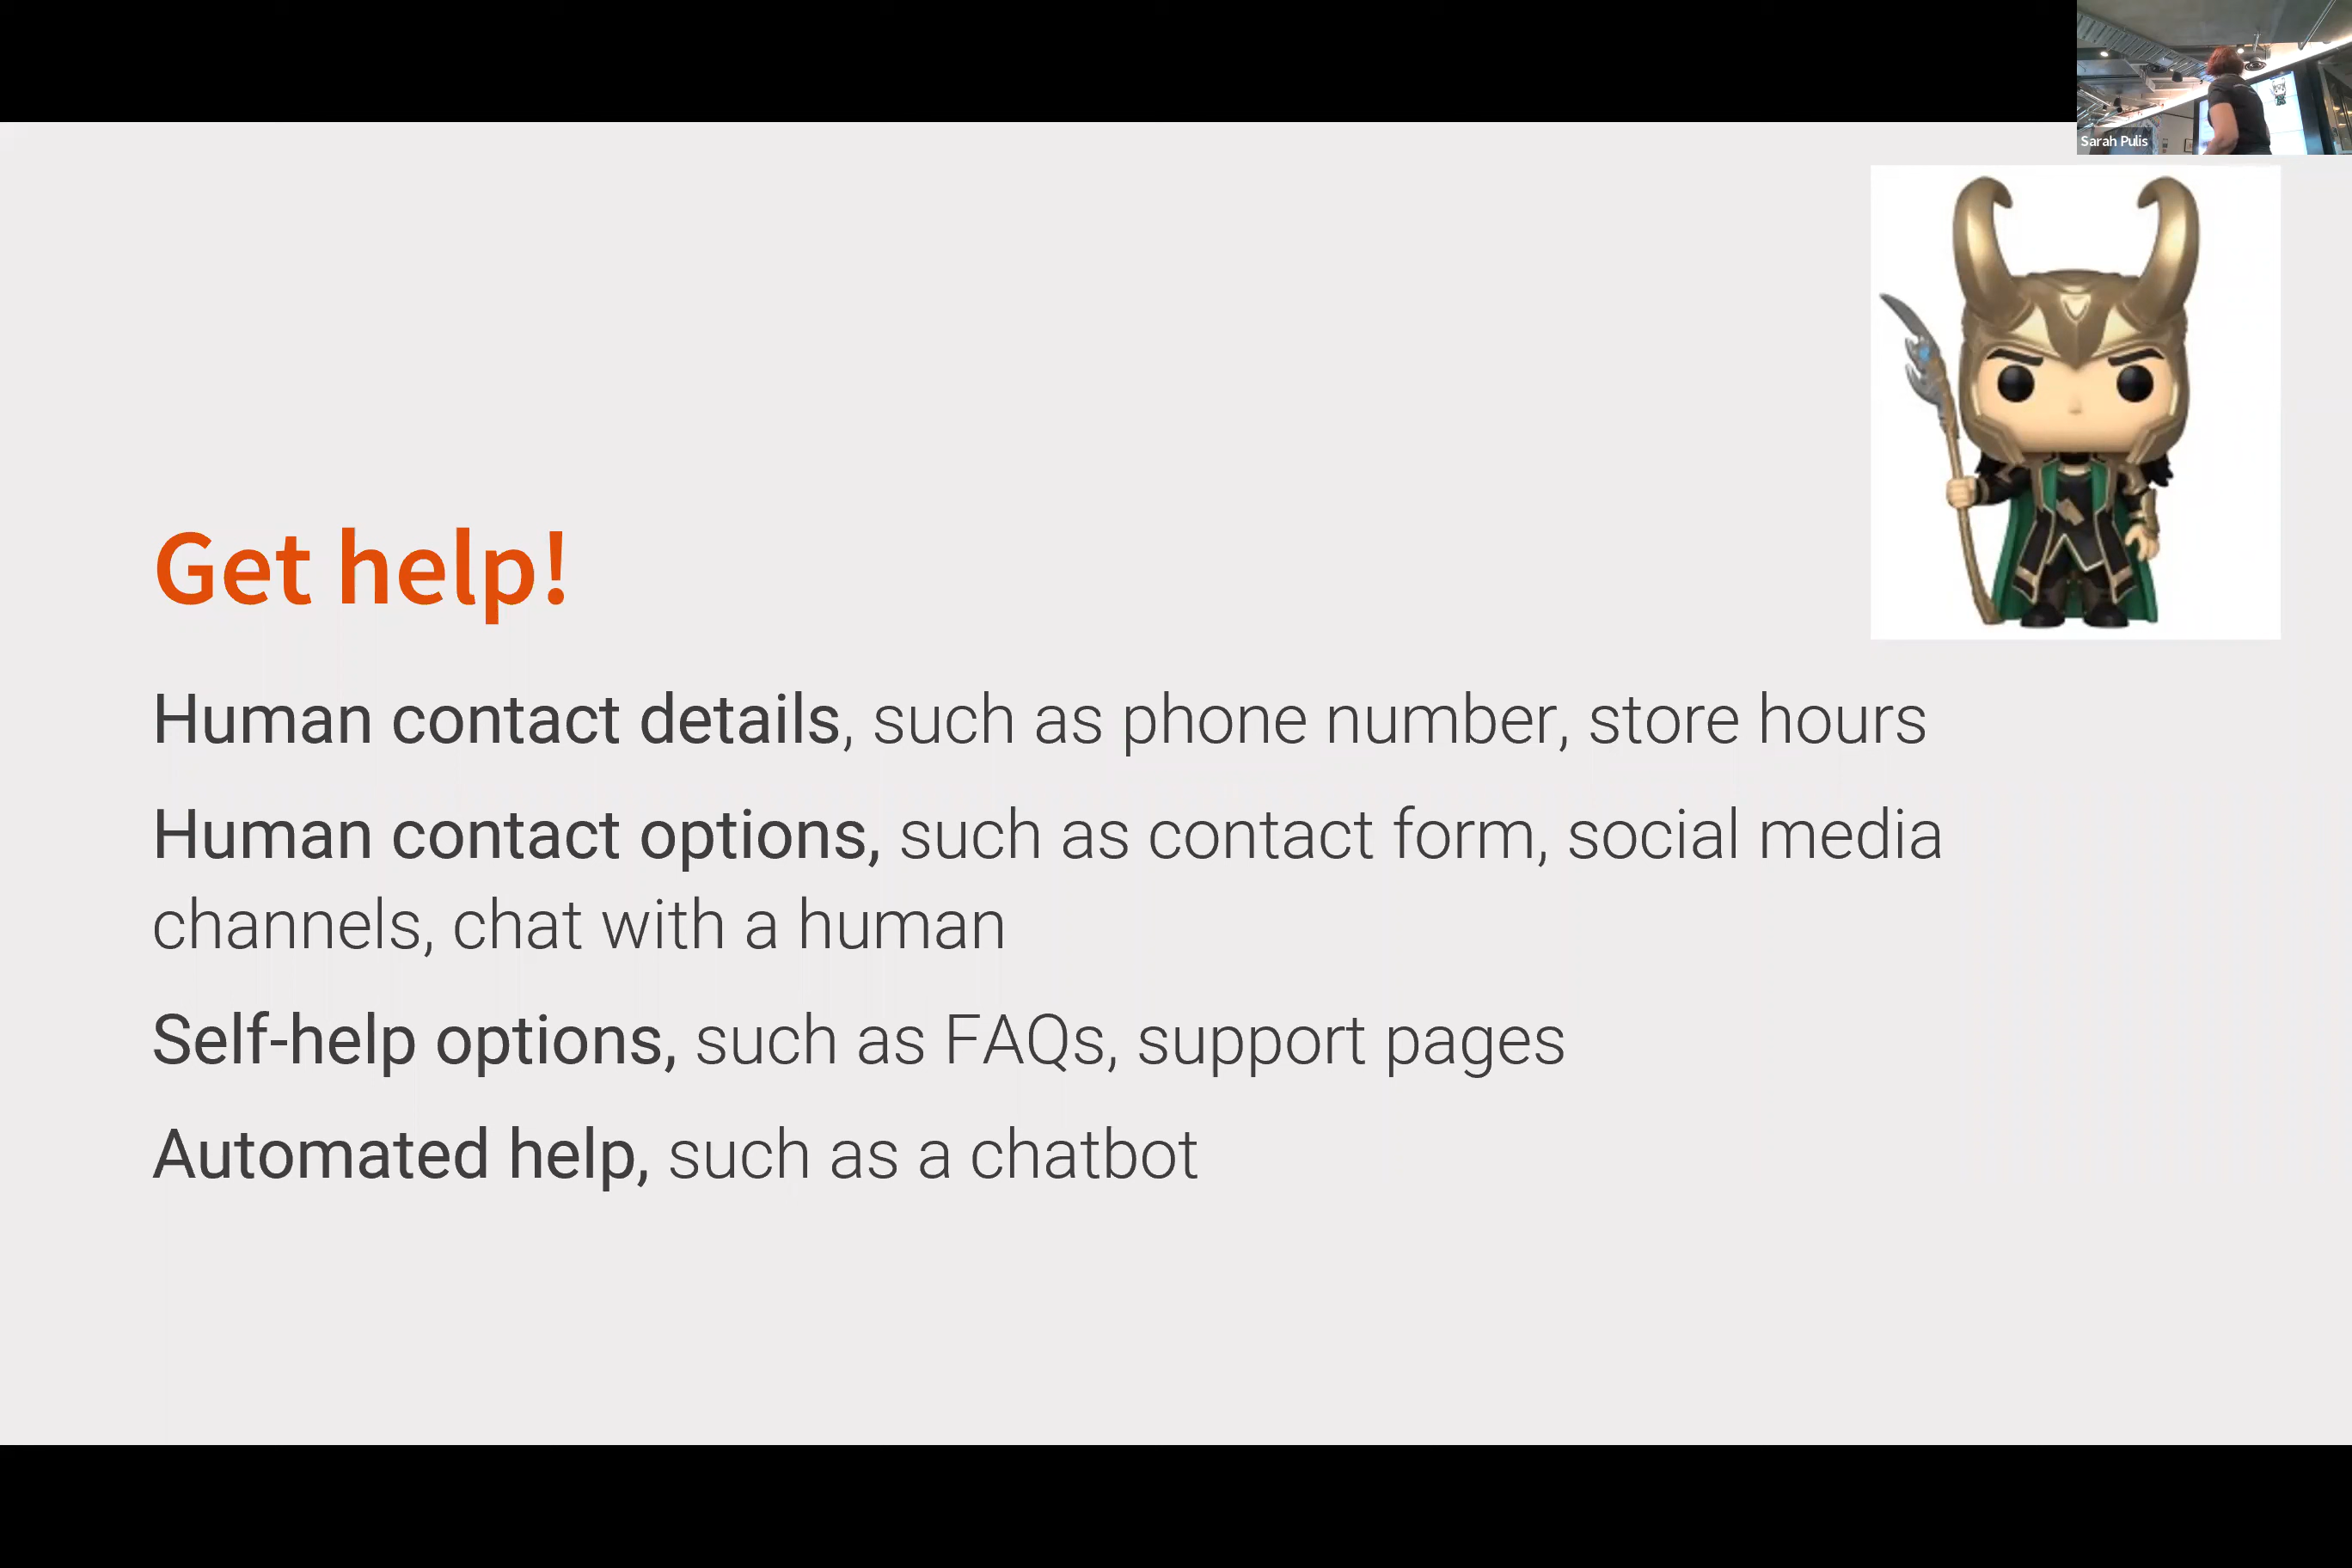 Sarah Pulis
Get help!
Human contact details, such as phone number, store hours
Human contact options, such as contact form, social media
channels, chat with a human
Self-help options, such as FAQs, support pages
Automated help, such as a chatbot